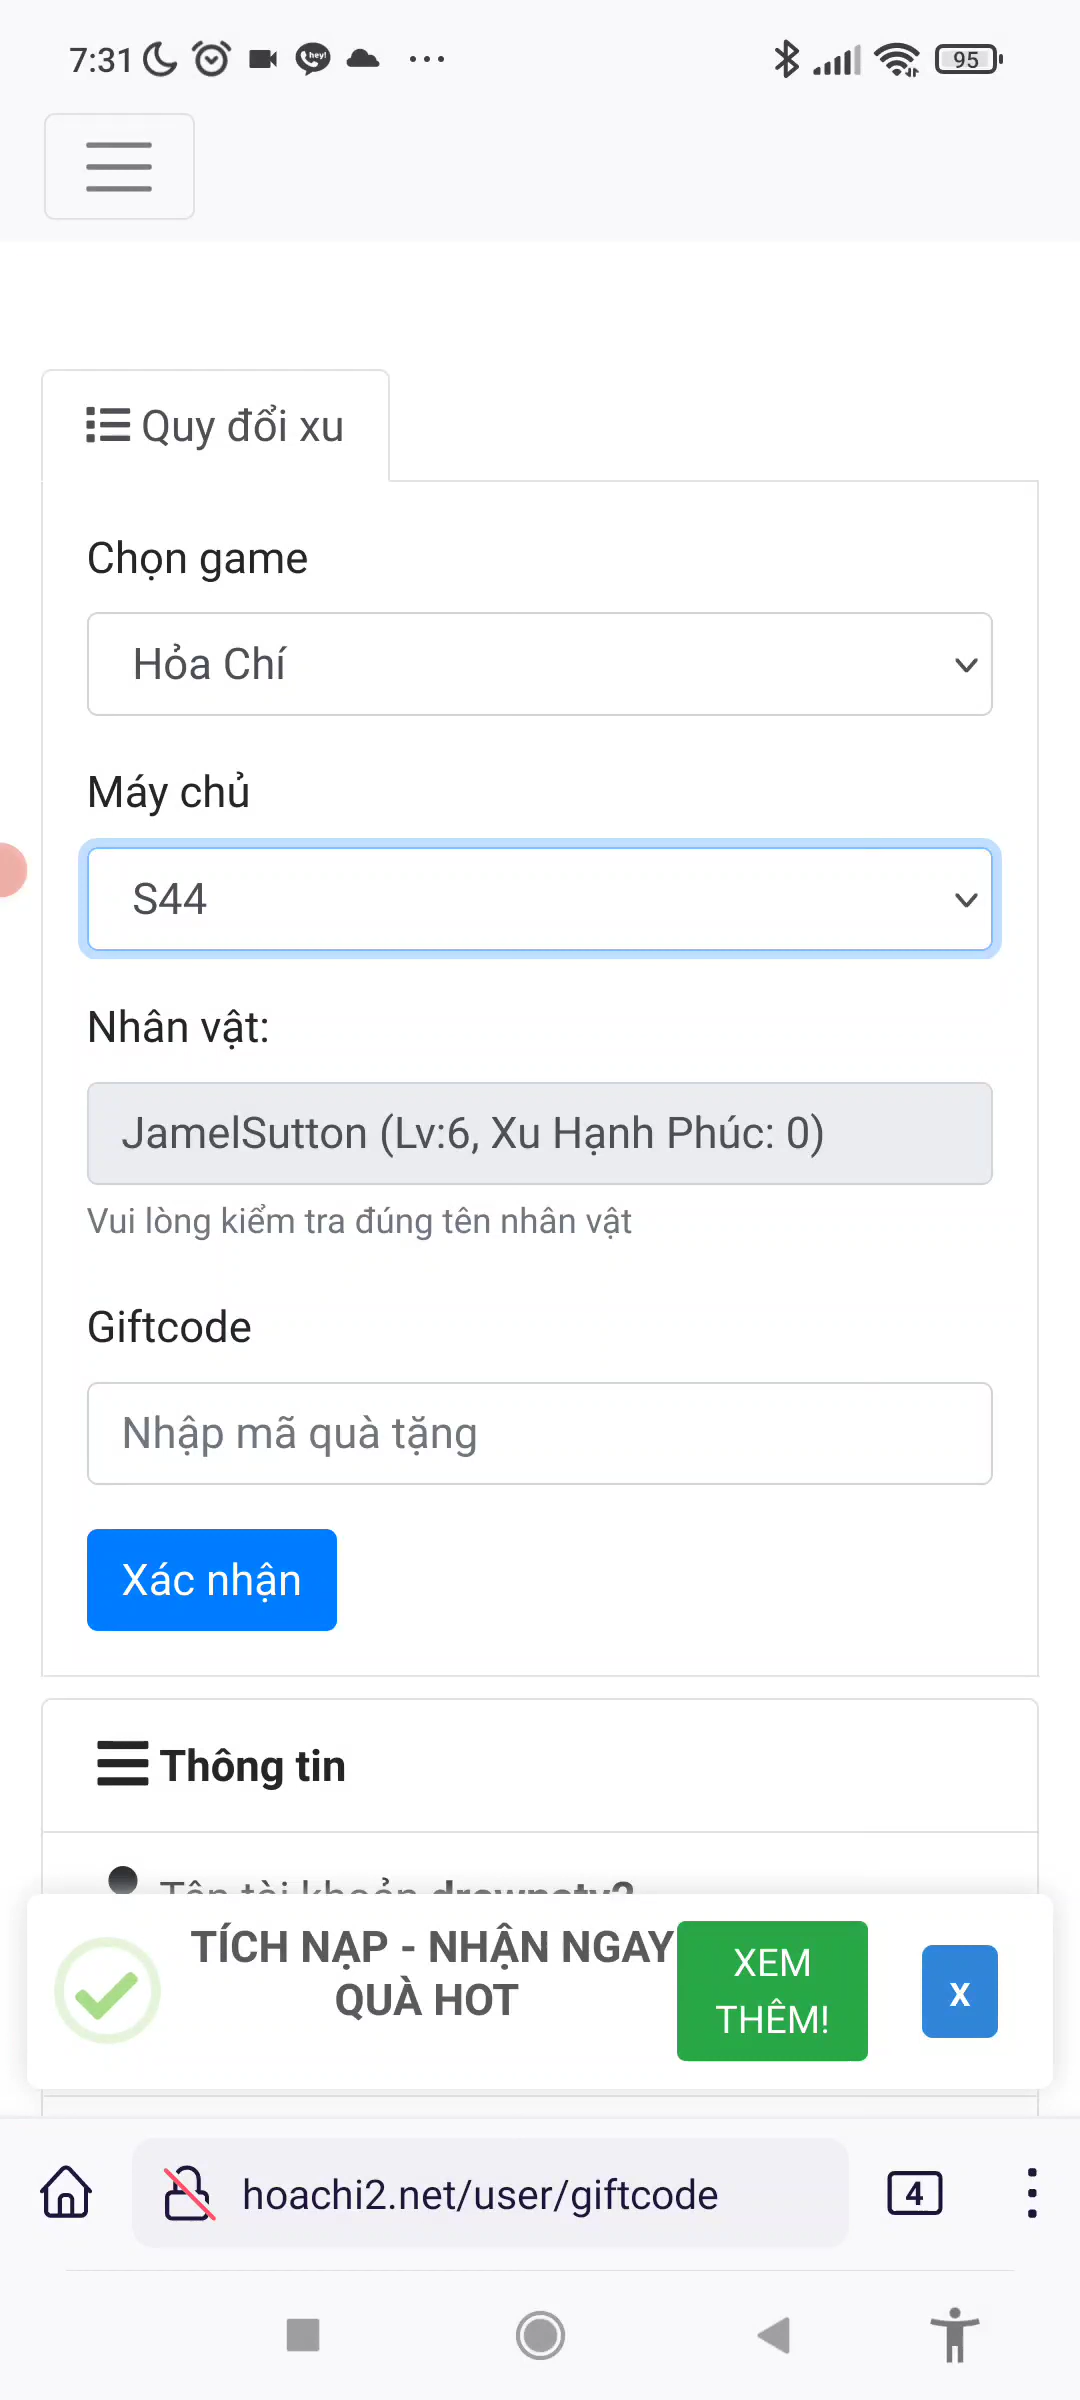 7:31
hey!
95
Quy đổi xu
Chọn game
Hỏa Chí
Máy chủ
S44
Nhân vật:
JamelSutton (Lv:6, Xu Hạnh Phúc: 0)
Vui lòng kiểm tra đúng tên nhân vật
Giftcode
Nhập mã quà tặng
Xác nhận
Thông tin
Tên tài khoản
TÍCH NẠP - NHẬN NGAY
QUÀ HOT
XEM
THÊM!
X
hoachi2.net/user/giftcode
4